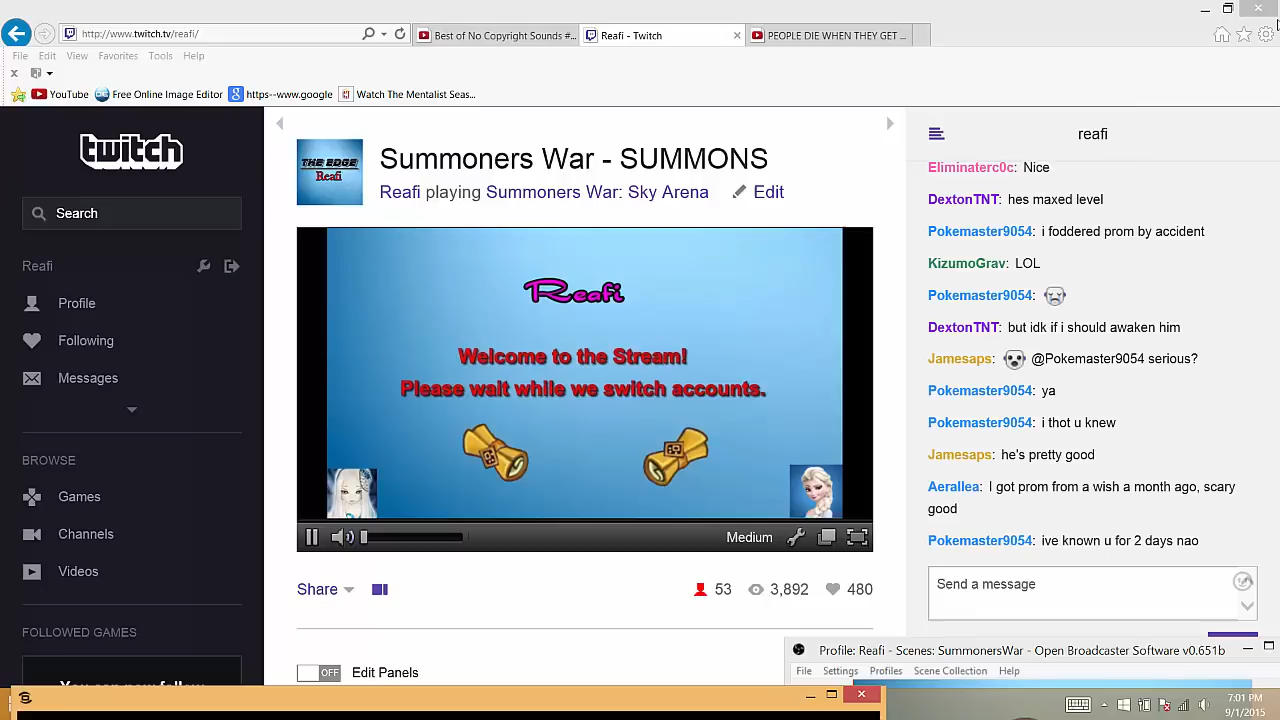 http://www.twitch.tv/reafi/
Best of No Copyright Sounds #...
Reafi - Twitch
PEOPLE DIE WHEN THEY GET ...
File Edit View Favorites Tools Help
YouTube
Free Online Image Editor
https--www.google
Watch The Mentalist Seas...
twitch
Search
Reafi
Profile
Following
Messages
BROWSE
Games
Channels
Videos
FOLLOWED GAMES
You can now follow
THE EDGE
Reafi
Summoners War - SUMMONS
Reafi playing Summoners War: Sky Arena
Edit
Reafi
Welcome to the Stream!
Please wait while we switch accounts.
Medium
Share
53
3,892
480
OFF
Edit Panels
reafi
Eliminaterc0c: Nice
DextonTNT: hes maxed level
Pokemaster9054: i foddered prom by accident
KizumoGrav: LOL
Pokemaster9054:
DextonTNT: but idk if i should awaken him
Jamesaps: @Pokemaster9054 serious?
Pokemaster9054: ya
Pokemaster9054: i thot u knew
Jamesaps: he's pretty good
Aerallea: I got prom from a wish a month ago, scary
good
Pokemaster9054: ive known u for 2 days nao
Send a message
Profile: Reafi - Scenes: SummonersWar - Open Broadcaster Software v0.651b
File Settings Profiles Scene Collection Help
7:01 PM
9/1/2015